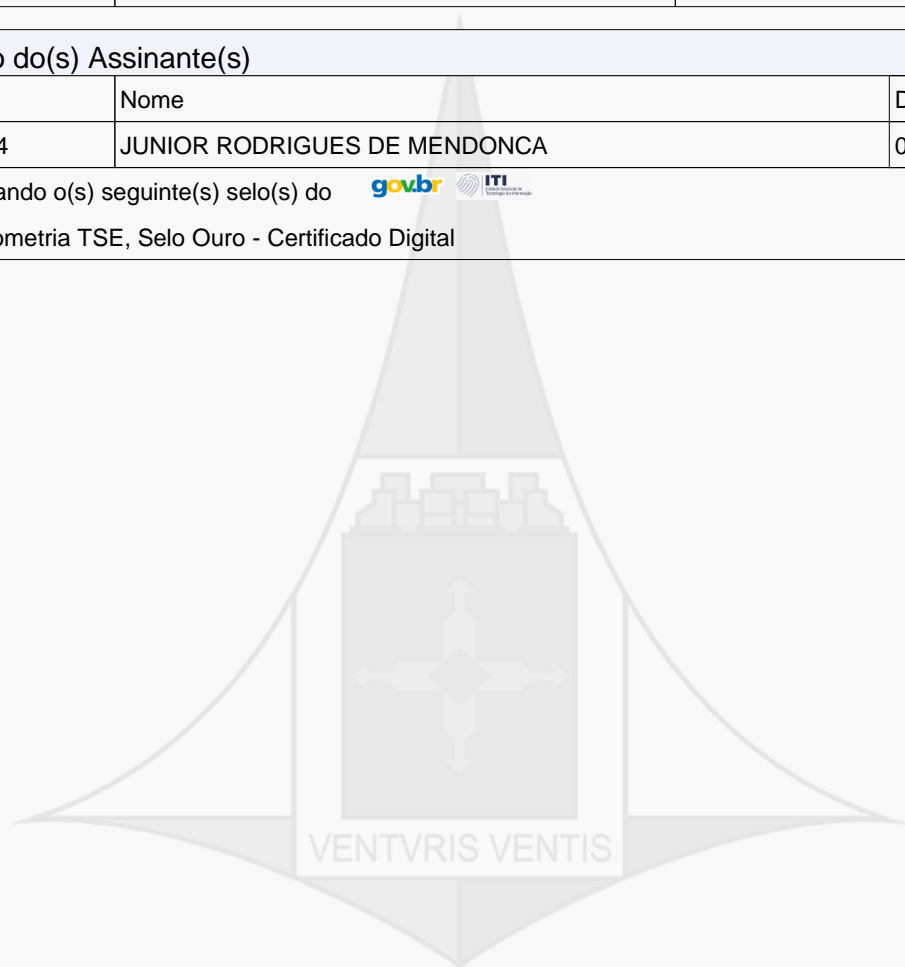 o do(s) Assinante(s)
Nome D
4 JUNIOR RODRIGUES DE MENDONCA 0
ando o(s) seguinte(s) selo(s) do gov.br ITI
ometria TSE, Selo Ouro - Certificado Digital
VENTVRIS VENTIS